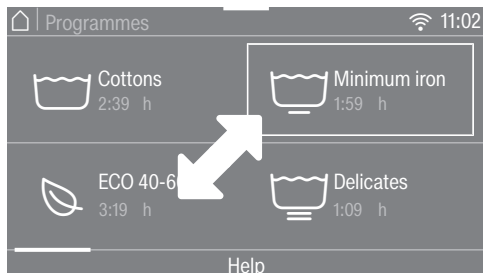 Programmes 11:02
Cottons
2:39 h
Minimum iron
1:59 h
ECO 40-6
3:19 h
Delicates
1:09 h
Help